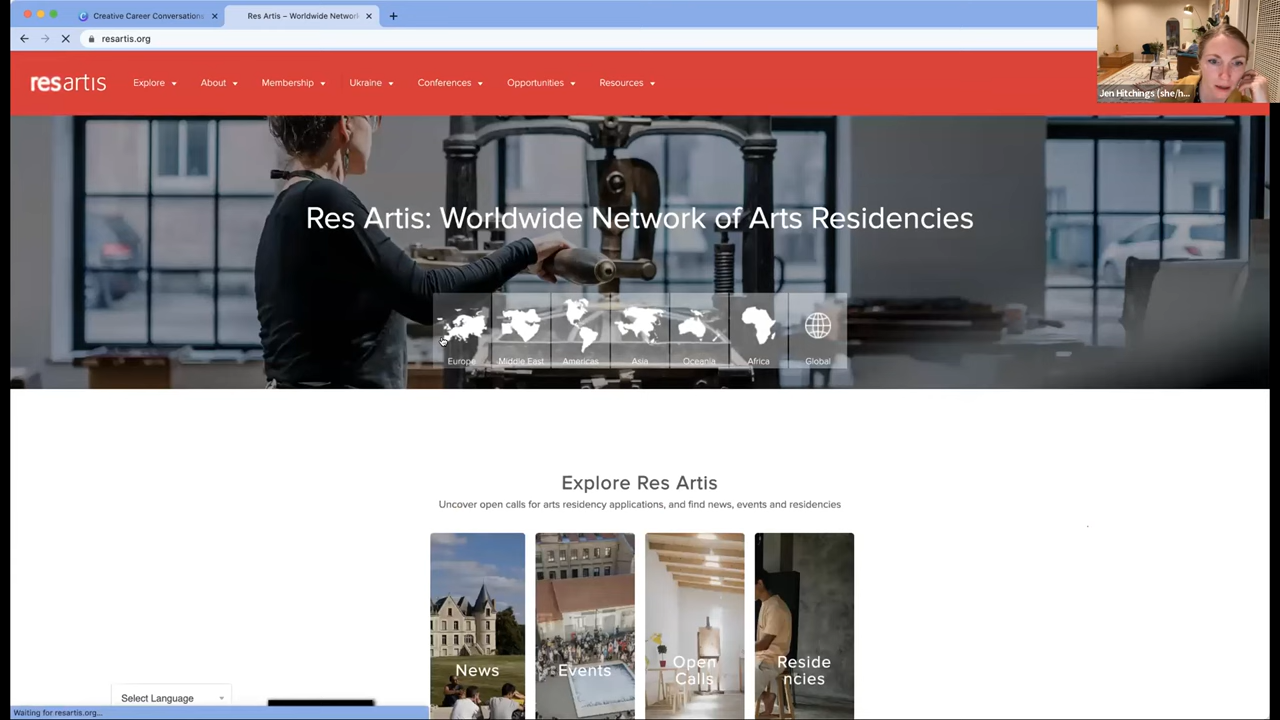 Creative Career Conversations
Res Artis – Worldwide Network
resartis.org
resartis
Explore
About
Membership
Ukraine
Conferences
Opportunities
Resources
Jen Hitchings (she/h...
Res Artis: Worldwide Network of Arts Residencies
Europe
Middle East
Americas
Asia
Oceania
Africa
Global
Explore Res Artis
Uncover open calls for arts residency applications, and find news, events and residencies
News
Events
Open
Calls
Reside
ncies
Select Language
Waiting for resartis.org...